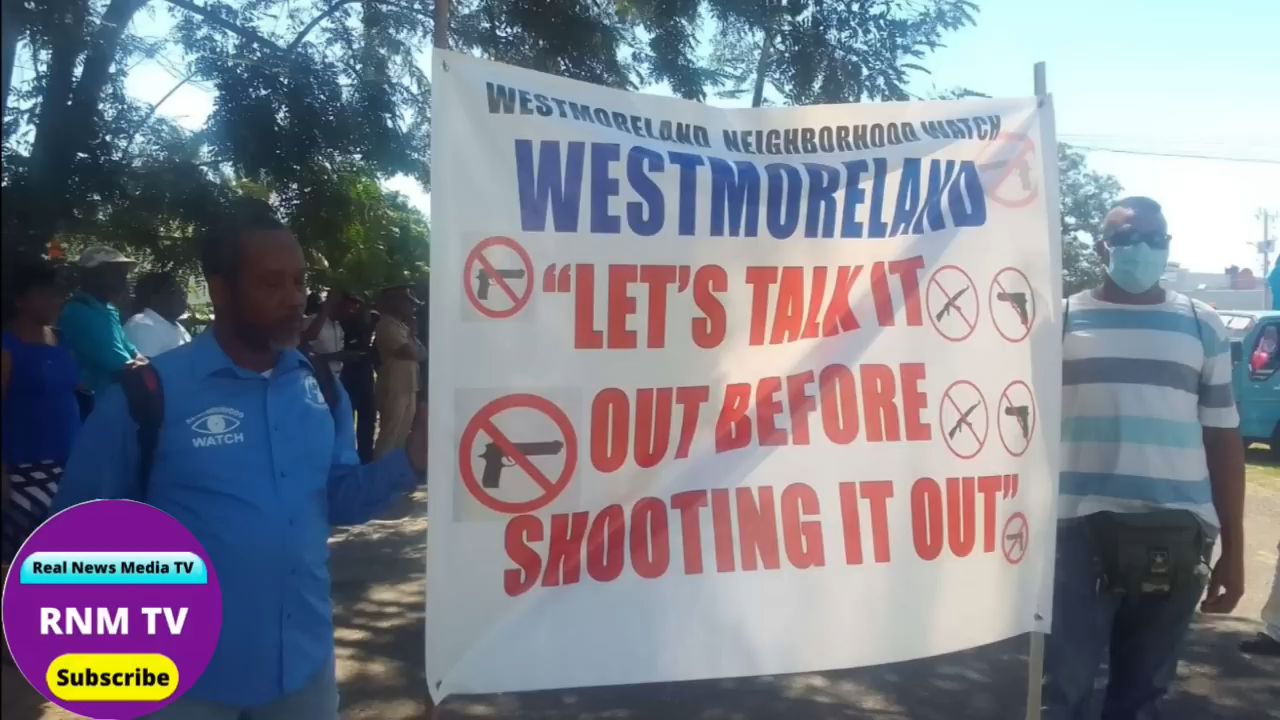 WESTMORELAND NEIGHBORHOOD WATCH
WESTMORELAND
“LET'S TALK IT
OUT BEFORE
SHOOTING IT OUT”
WATCH
Real News Media TV
RNM TV
Subscribe